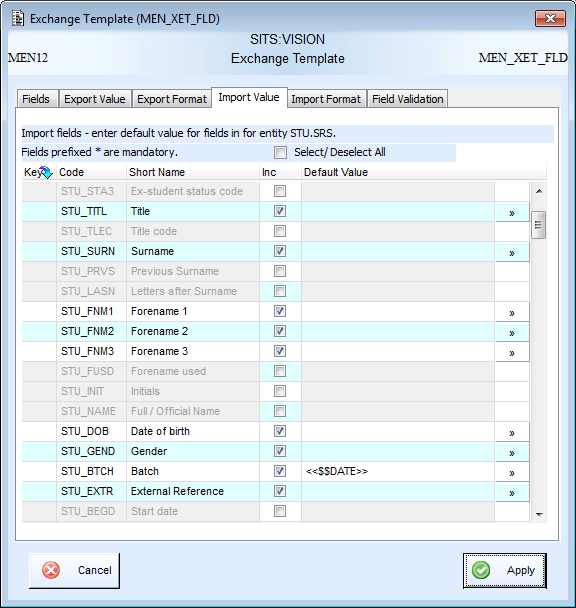 Exchange Template (MEN_XET_FLD)
SITS:VISION
MEN12 Exchange Template MEN_XET_FLD
Fields Export Value Export Format Import Value Import Format Field Validation
Import fields - enter default value for fields in for entity STU.SRS.
Fields prefixed * are mandatory. Select/ Deselect All
Key Code Short Name Inc Default Value
STU_STA3 Ex-student status code
STU_TITL Title »
STU_TLEC Title code
STU_SURN Surname »
STU_PRVS Previous Surname
STU_LASN Letters after Surname
STU_FNM1 Forename 1 »
STU_FNM2 Forename 2 »
STU_FNM3 Forename 3 »
STU_FUSD Forename used
STU_INIT Initials
STU_NAME Full / Official Name
STU_DOB Date of birth »
STU_GEND Gender »
STU_BTCH Batch <<$$DATE>> »
STU_EXTR External Reference »
STU_BEGD Start date
Cancel Apply